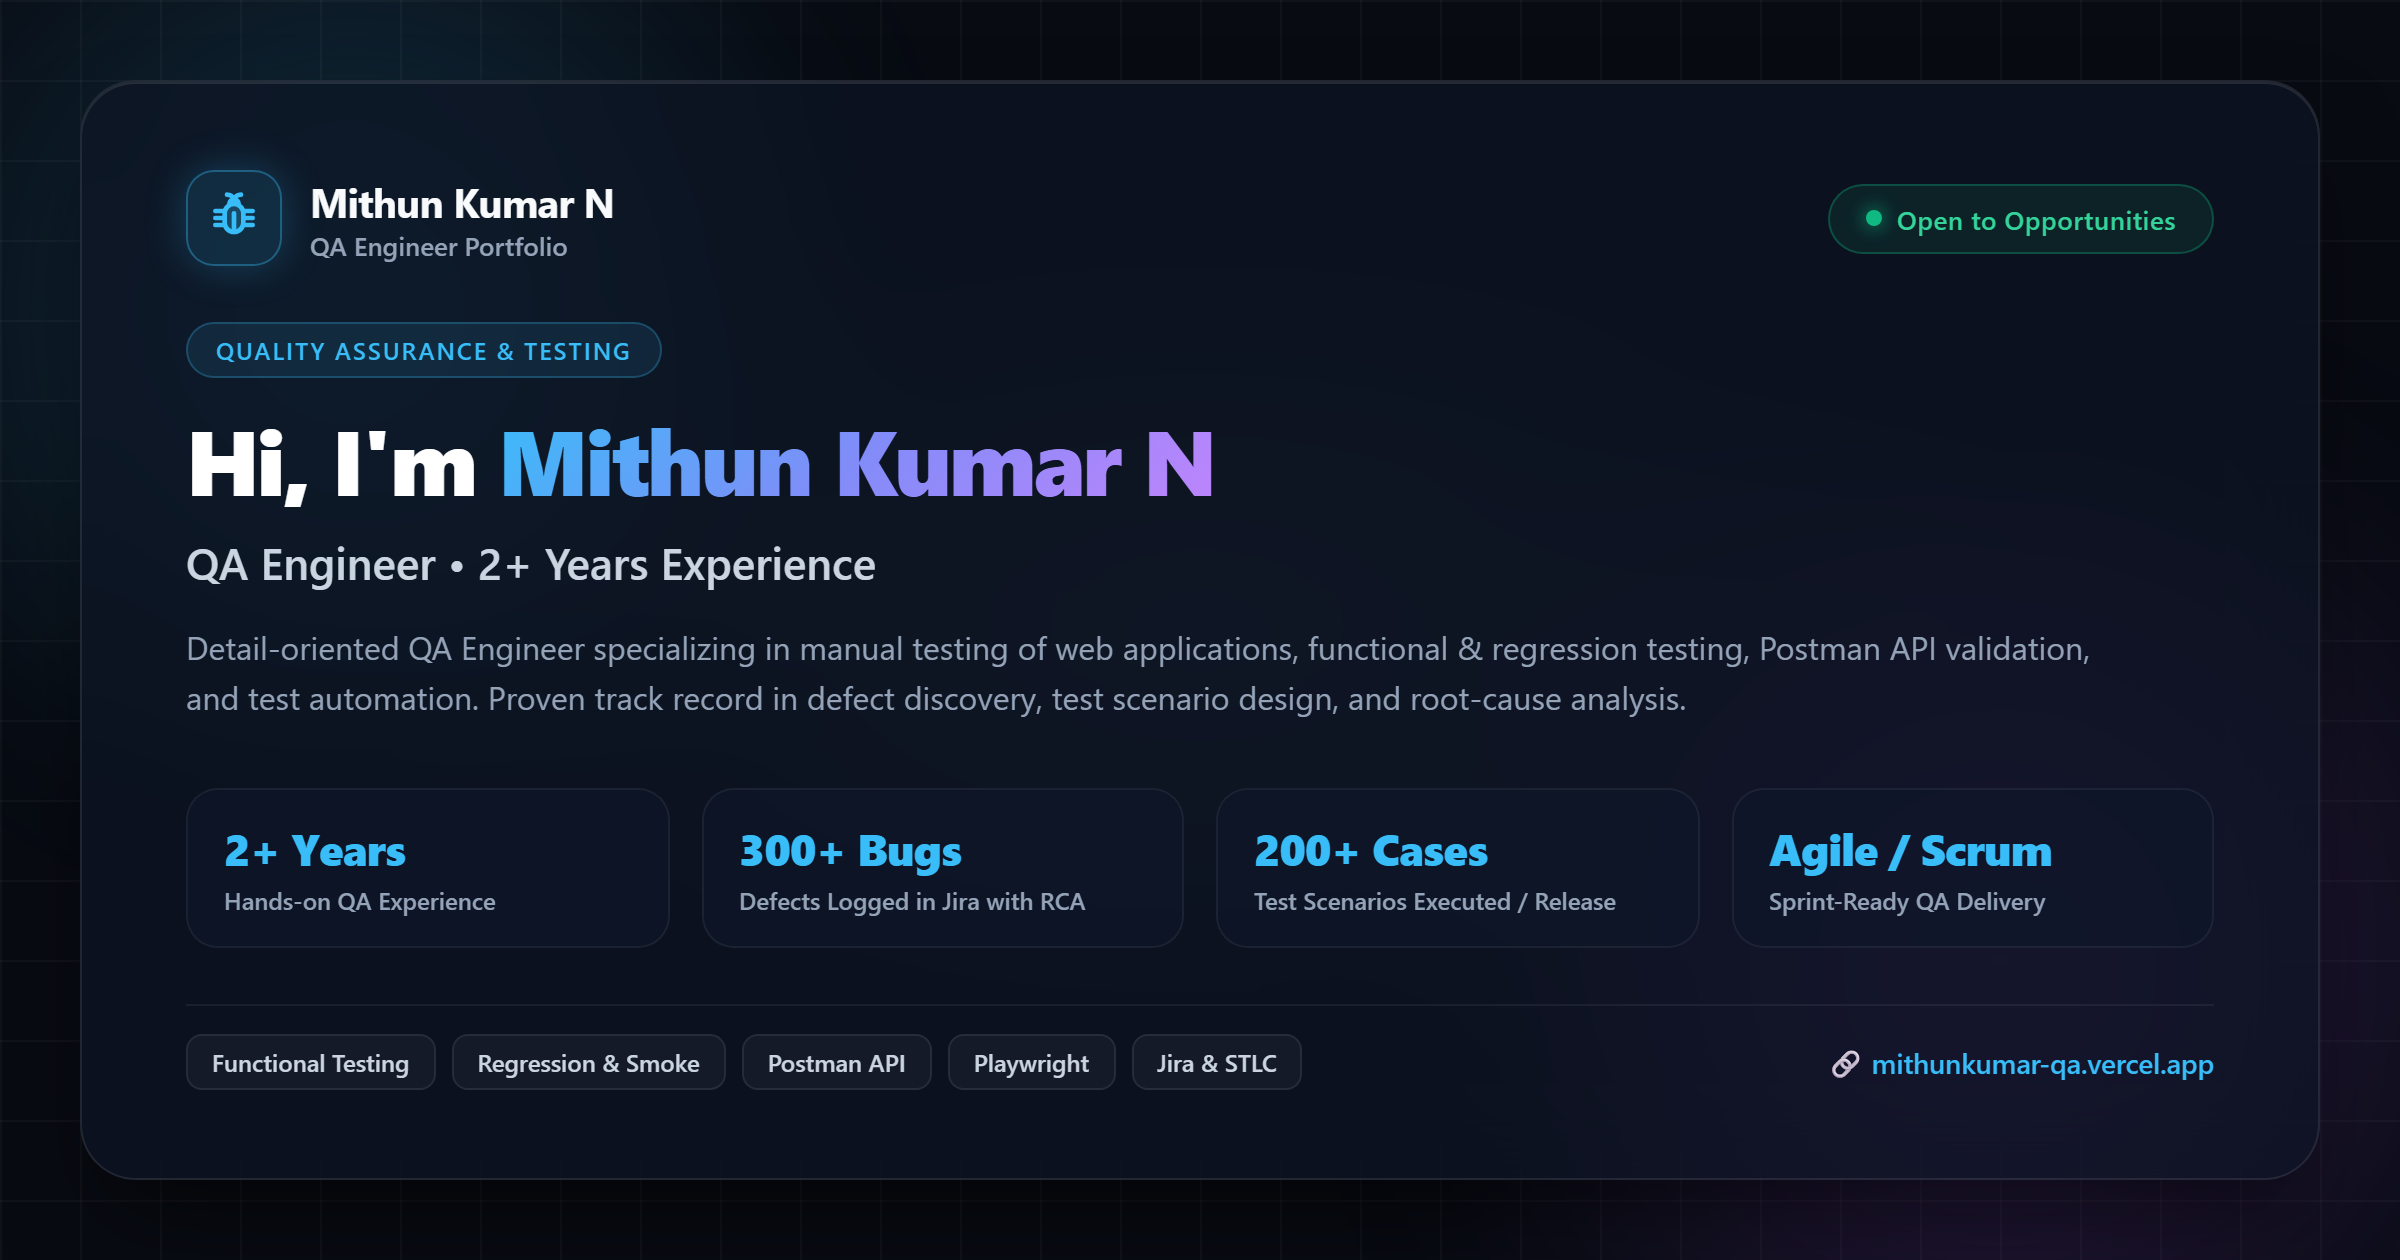 Mithun Kumar N
QA Engineer Portfolio
Open to Opportunities
QUALITY ASSURANCE & TESTING
Hi, I'm Mithun Kumar N
QA Engineer • 2+ Years Experience
Detail-oriented QA Engineer specializing in manual testing of web applications, functional & regression testing, Postman API validation,
and test automation. Proven track record in defect discovery, test scenario design, and root-cause analysis.
2+ Years
Hands-on QA Experience
300+ Bugs
Defects Logged in Jira with RCA
200+ Cases
Test Scenarios Executed / Release
Agile / Scrum
Sprint-Ready QA Delivery
Functional Testing
Regression & Smoke
Postman API
Playwright
Jira & STLC
mithunkumar-qa.vercel.app